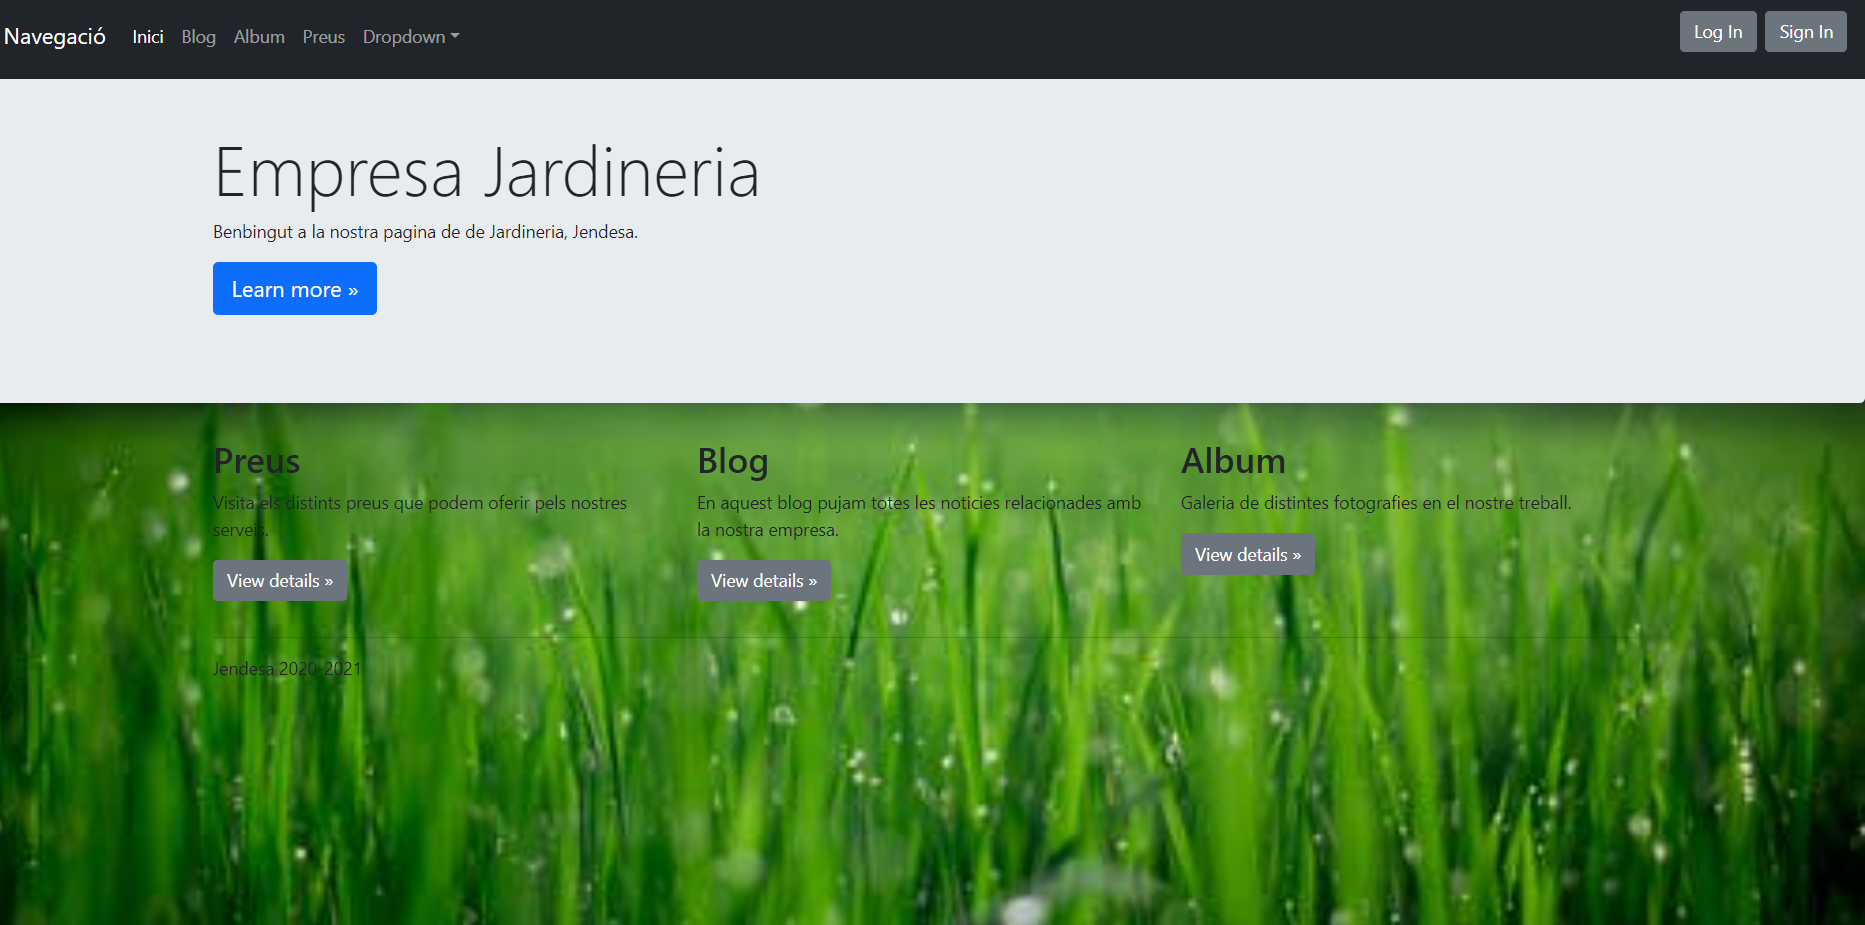 Navegació Inici Blog Album Preus Dropdown Log In Sign In
Empresa Jardineria
Benbingut a la nostra pagina de de Jardineria, Jendesa.
Learn more »
Preus
Visita els distints preus que podem oferir pels nostres
serveis.
View details »
Blog
En aquest blog pujam totes les noticies relacionades amb
la nostra empresa.
View details »
Album
Galeria de distintes fotografies en el nostre treball.
View details »
Jendesa 2020-2021